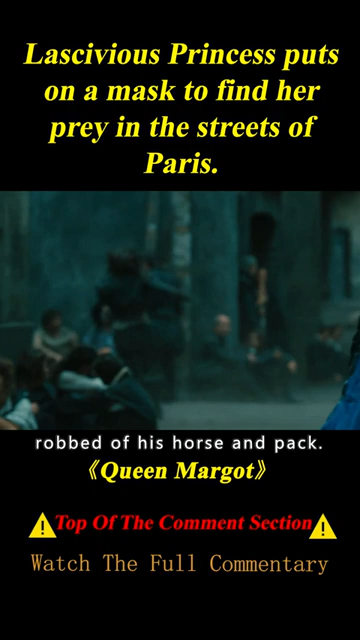 Lascivious Princess puts
on a mask to find her
prey in the streets of
Paris.
robbed of his horse and pack.
《Queen Margot》
Top Of The Comment Section
Watch The Full Commentary